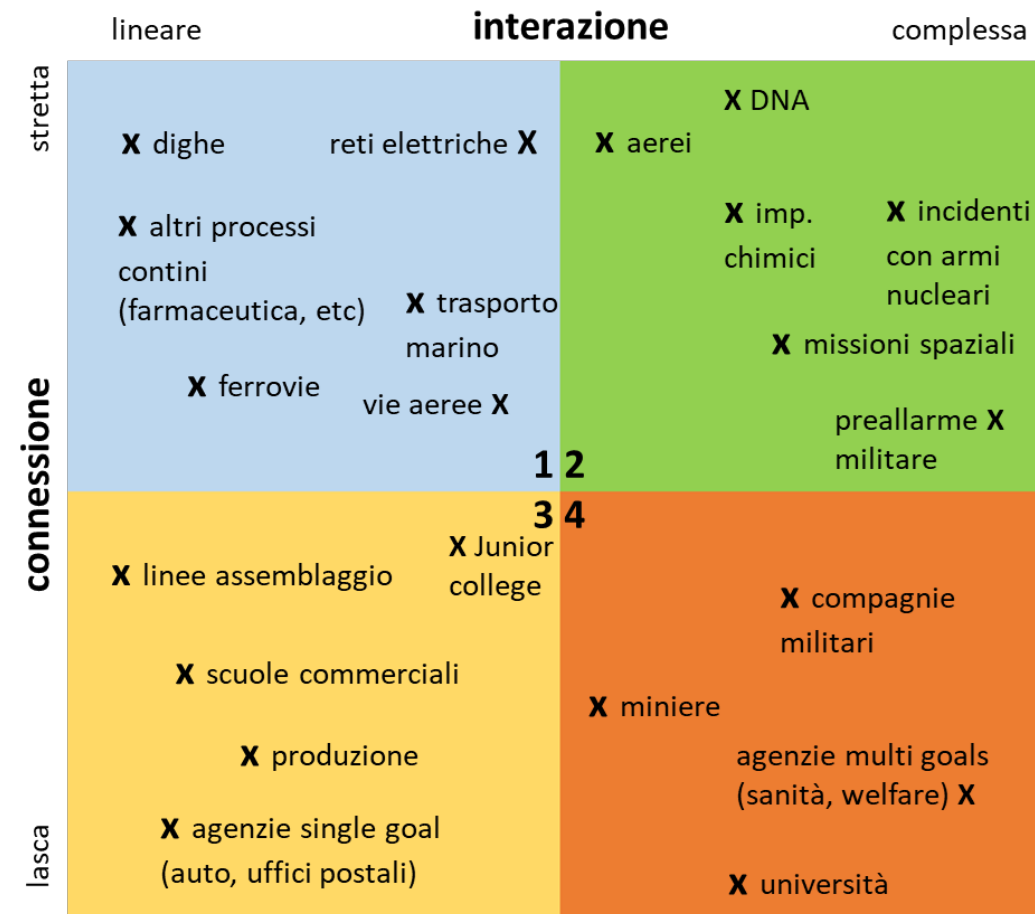 lineare interazione complessa
stretta
connessione
lasca
X dighe
reti elettriche X
X altri processi
contini
(farmaceutica, etc)
X trasporto
marino
X ferrovie
vie aeree X
1
X DNA
X aerei
X imp.
chimici
X incidenti
con armi
nucleari
X missioni spaziali
preallarme X
militare
2
3
X Junior
college
X linee assemblaggio
X scuole commerciali
X produzione
X agenzie single goal
(auto, uffici postali)
4
X compagnie
militari
X miniere
agenzie multi goals
(sanità, welfare) X
X università